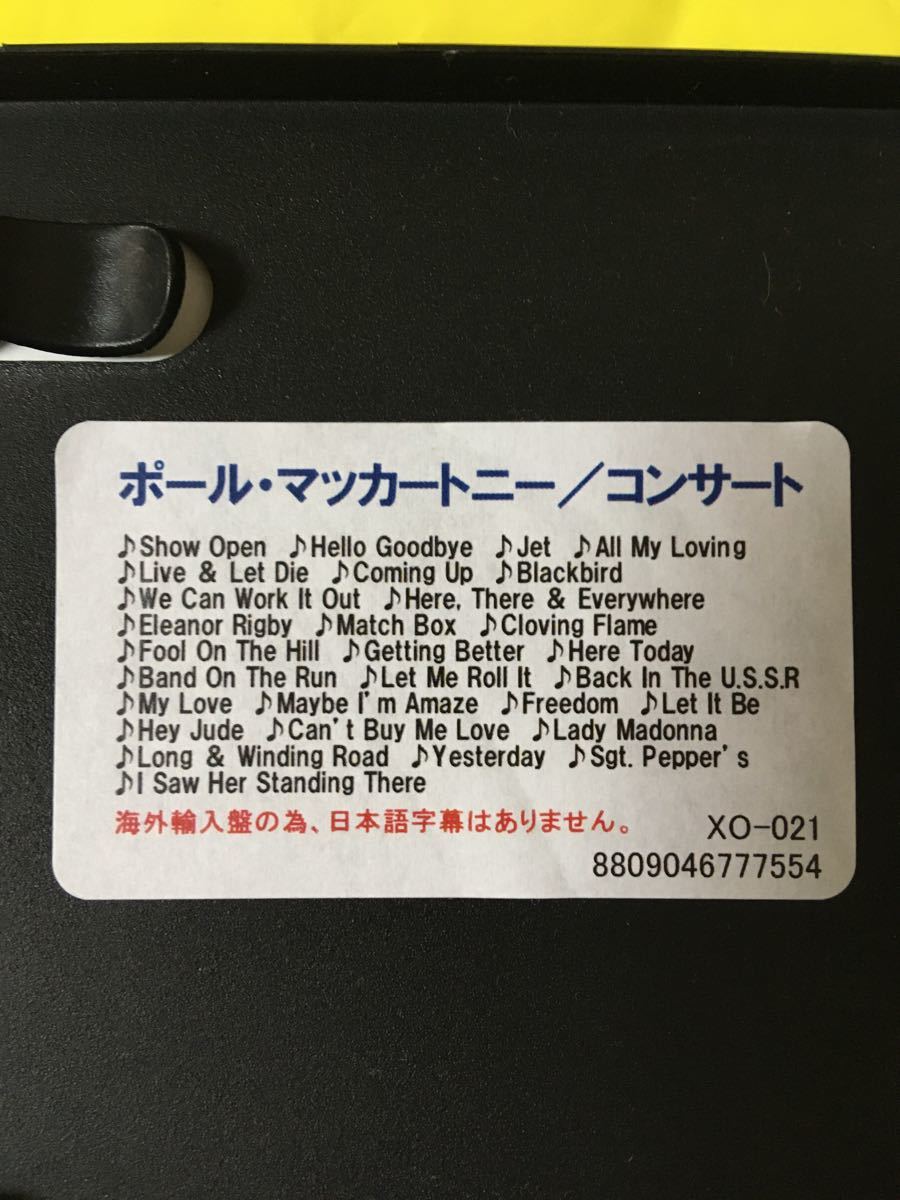 ポール・マッカートニー/コンサート
♪Show Open ♪Hello Goodbye ♪Jet ♪All My Loving
♪Live & Let Die ♪Coming Up ♪Blackbird
♪We Can Work It Out ♪Here, There & Everywhere
♪Eleanor Rigby ♪Match Box ♪Cloving Flame
♪Fool On The Hill ♪Getting Better ♪Here Today
♪Band On The Run ♪Let Me Roll It ♪Back In The U.S.S.R
♪My Love ♪Maybe I'm Amaze ♪Freedom ♪Let It Be
♪Hey Jude ♪Can't Buy Me Love ♪Lady Madonna
♪Long & Winding Road ♪Yesterday ♪Sgt. Pepper's
♪I Saw Her Standing There
海外輸入盤の為、日本語字幕はありません。 XO-021
8809046777554